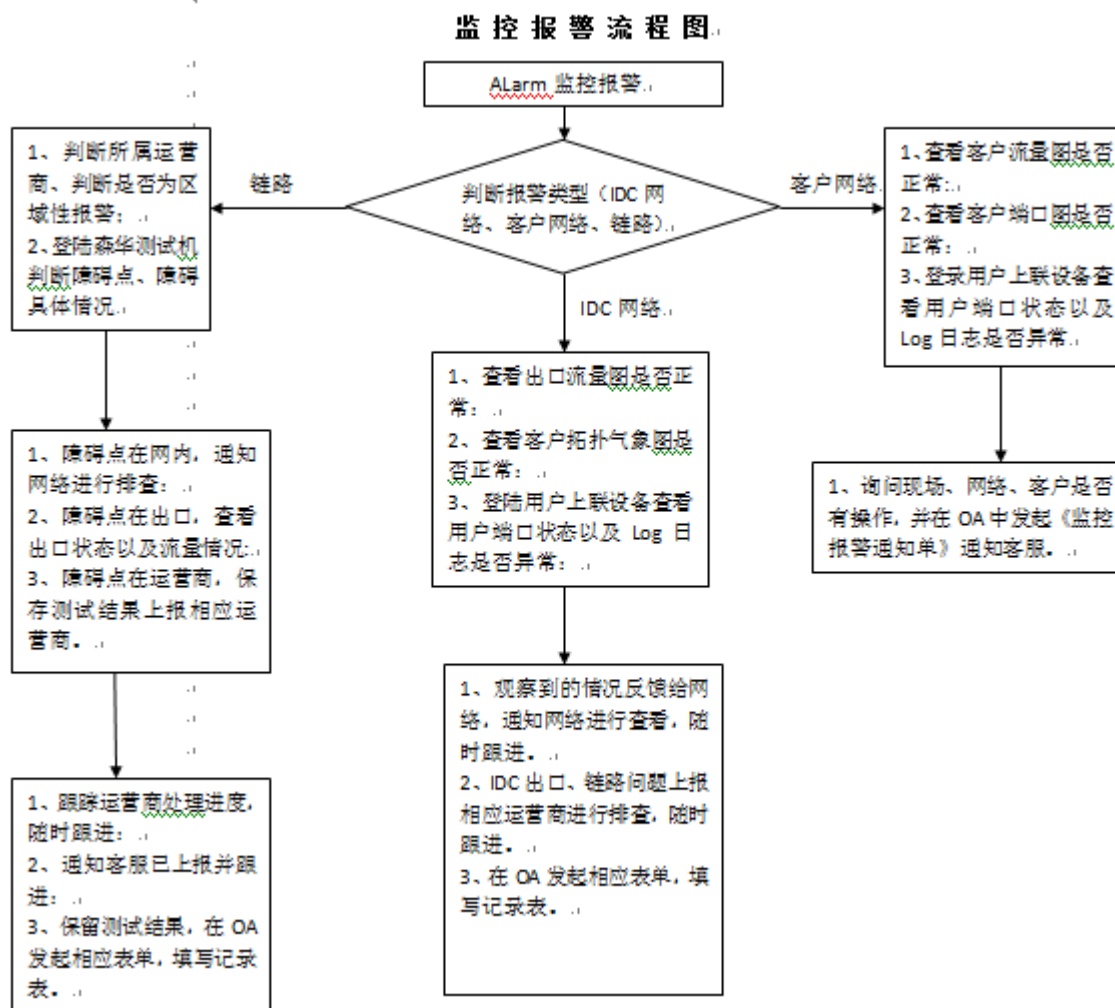 监控报警流程图
ALarm 监控报警
判断报警类型（IDC 网
络、客户网络、链路）
链路
客户网络
IDC 网络
1、判断所属运营
商、判断是否为区
域性报警；
2、登陆森华测试机
判断障碍点、障碍
具体情况
1、障碍点在网内，通知
网络进行排查；
2、障碍点在出口，查看
出口状态以及流量情况；
3、障碍点在运营商，保
存测试结果上报相应运
营商。
1、跟踪运营商处理进度，
随时跟进；
2、通知客服已上报并跟
进；
3、保留测试结果，在 OA
发起相应表单，填写记录
表。
1、查看出口流量图是否正
常；
2、查看客户拓扑气象图是
否正常；
3、登陆用户上联设备查看
用户端口状态以及 Log 日
志是否异常；
1、观察到的情况反馈给网
络，通知网络进行查看，随
时跟进。
2、IDC 出口、链路问题上报
相应运营商进行排查，随时
跟进。
3、在 OA 发起相应表单，填
写记录表。
1、查看客户流量图是否
正常；
2、查看客户端口图是否
正常；
3、登录用户上联设备查
看用户端口状态以及
Log 日志是否异常
1、询问现场、网络、客户是否
有操作，并在 OA 中发起《监控
报警通知单》通知客服。